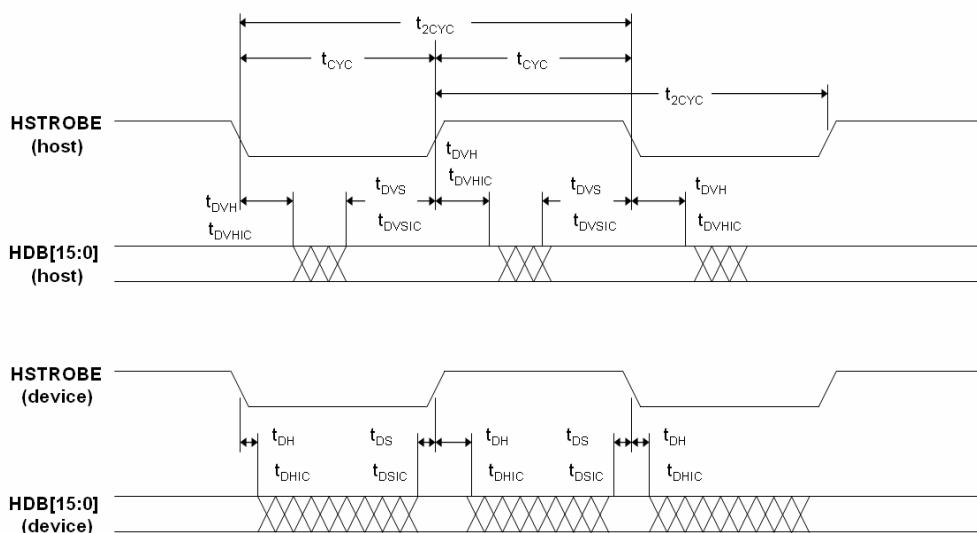 t2CYC
tCYC tCYC
t2CYC
HSTROBE
(host)
tDVH
tDVS tDVHIC tDVS tDVH
tDVH
tDVHIC tDVSIC tDVSIC tDVHIC
HDB[15:0]
(host)
HSTROBE
(device)
tDH tDS tDH tDS tDH
tDHIC tDSIC tDHIC tDSIC tDHIC
HDB[15:0]
(device)